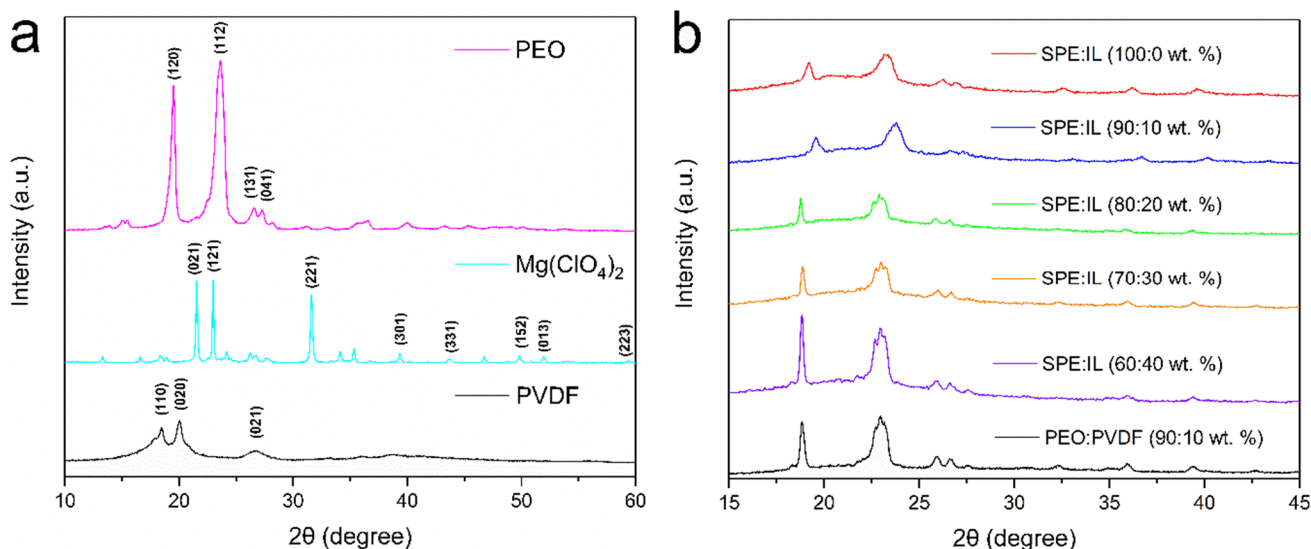 a
PEO
(120)
(112)
(131)
(041)
Mg(ClO4)2
(021)
(121)
(221)
(301)
(331)
(152)
(013)
(223)
PVDF
(110)
(020)
(021)
Intensity (a.u.)
10 20 30 40 50 60
2θ (degree)
b
SPE:IL (100:0 wt. %)
SPE:IL (90:10 wt. %)
SPE:IL (80:20 wt. %)
SPE:IL (70:30 wt. %)
SPE:IL (60:40 wt. %)
PEO:PVDF (90:10 wt. %)
Intensity (a.u.)
15 20 25 30 35 40 45
2θ (degree)